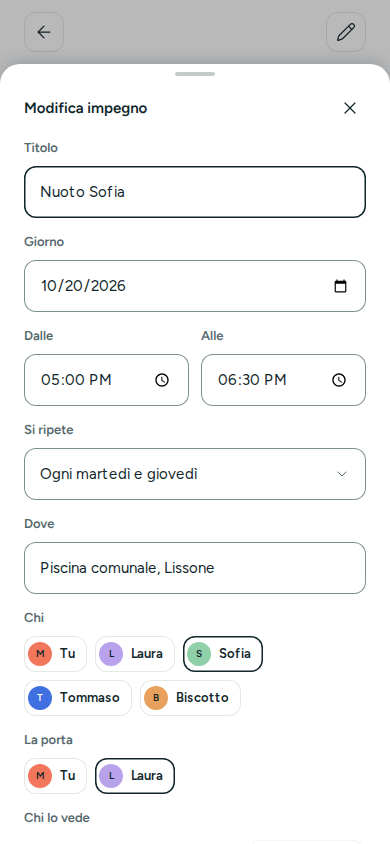 Modifica impegno
Titolo
Nuoto Sofia
Giorno
10/20/2026
Dalle Alle
05:00 PM 06:30 PM
Si ripete
Ogni martedì e giovedì
Dove
Piscina comunale, Lissone
Chi
M Tu L Laura S Sofia
T Tommaso B Biscotto
La porta
M Tu L Laura
Chi lo vede